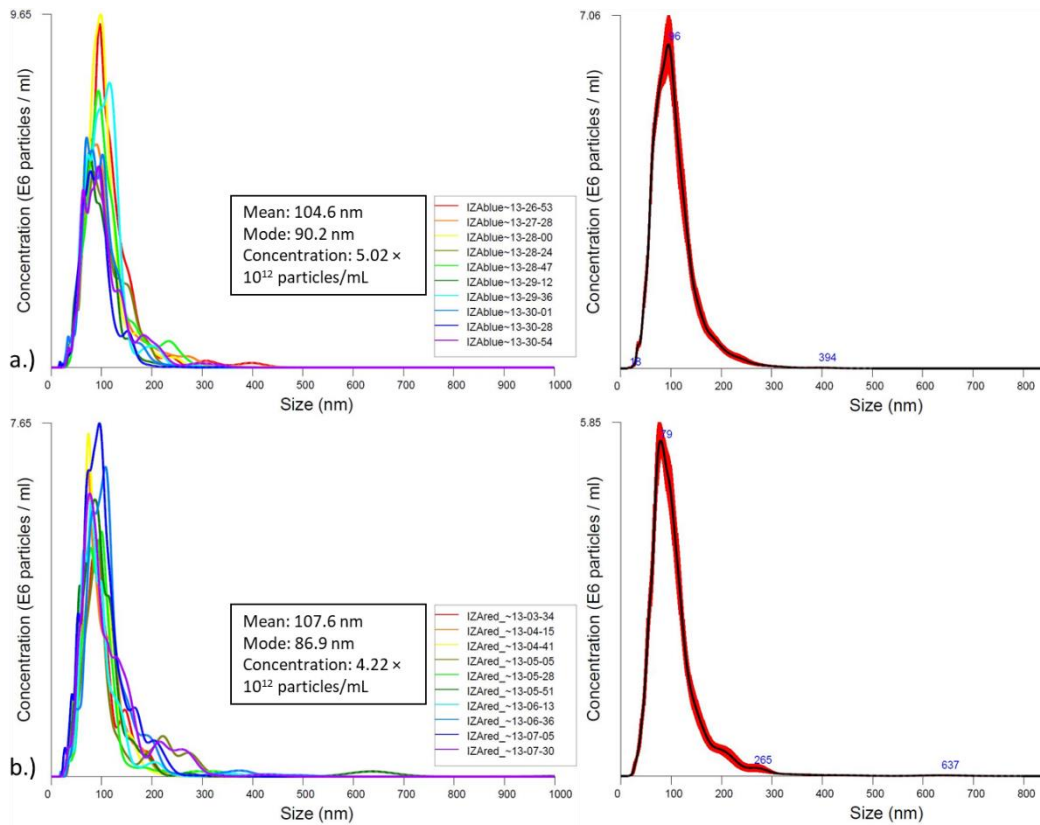 9.65
Concentration (E6 particles / ml)
Mean: 104.6 nm
Mode: 90.2 nm
Concentration: 5.02 ×
10¹² particles/mL
IZAblue~13-26-53
IZAblue~13-27-28
IZAblue~13-28-00
IZAblue~13-28-24
IZAblue~13-28-47
IZAblue~13-29-12
IZAblue~13-29-36
IZAblue~13-30-01
IZAblue~13-30-28
IZAblue~13-30-54
a.)
0 100 200 300 400 500 600 700 800 900 1000
Size (nm)
7.06
Concentration (E6 particles / ml)
96
18
394
0 100 200 300 400 500 600 700 800
Size (nm)
7.65
Concentration (E6 particles / ml)
Mean: 107.6 nm
Mode: 86.9 nm
Concentration: 4.22 ×
10¹² particles/mL
IZAred_~13-03-34
IZAred_~13-04-15
IZAred_~13-04-41
IZAred_~13-05-05
IZAred_~13-05-28
IZAred_~13-05-51
IZAred_~13-06-13
IZAred_~13-06-36
IZAred_~13-07-05
IZAred_~13-07-30
b.)
0 100 200 300 400 500 600 700 800 900 1000
Size (nm)
5.85
Concentration (E6 particles / ml)
79
265
637
0 100 200 300 400 500 600 700 800
Size (nm)